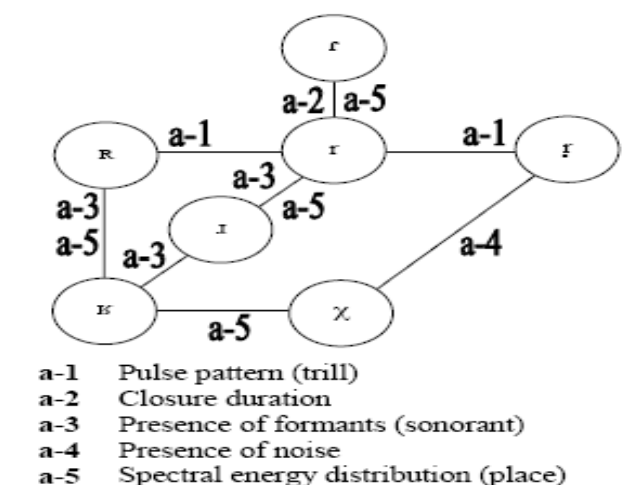 ɾ
a-2 a-5
ʀ a-1 r a-1 r̥
a-3 a-3
a-5 ɹ a-5
a-3 a-4
ʁ a-5 χ
a-1 Pulse pattern (trill)
a-2 Closure duration
a-3 Presence of formants (sonorant)
a-4 Presence of noise
a-5 Spectral energy distribution (place)